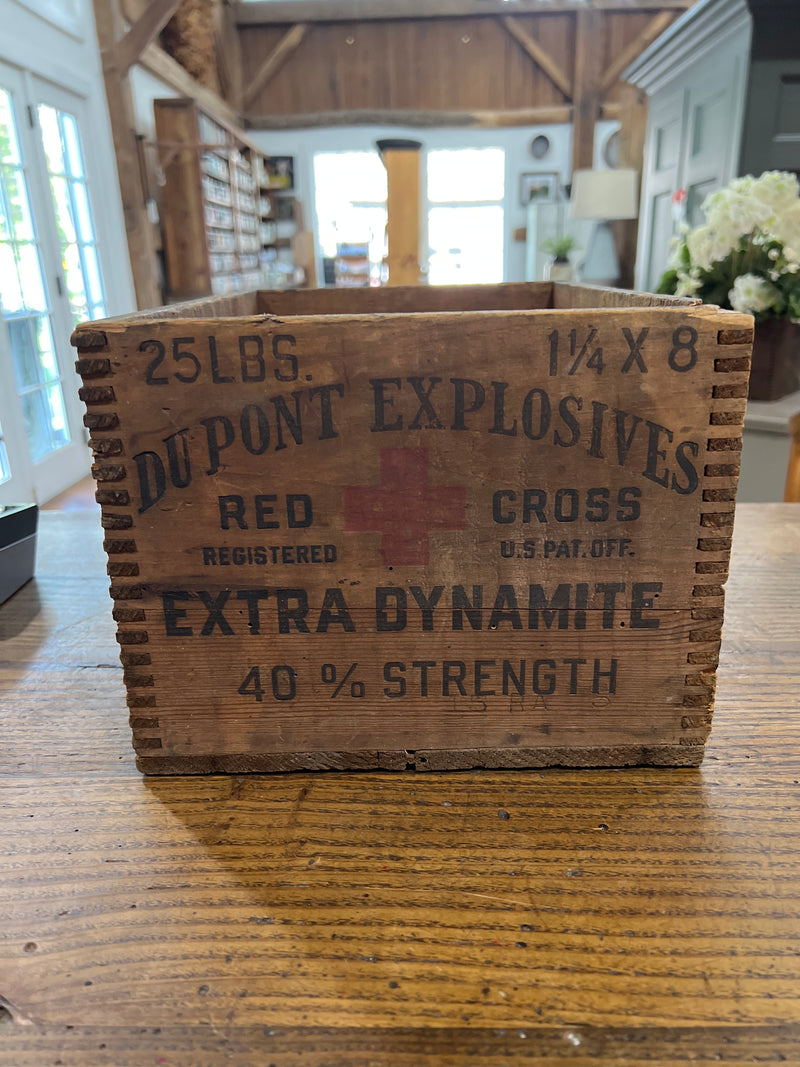 25 LBS. 1¼ X 8
DU PONT EXPLOSIVES
RED CROSS
REGISTERED U.S. PAT. OFF.
EXTRA DYNAMITE
40 % STRENGTH